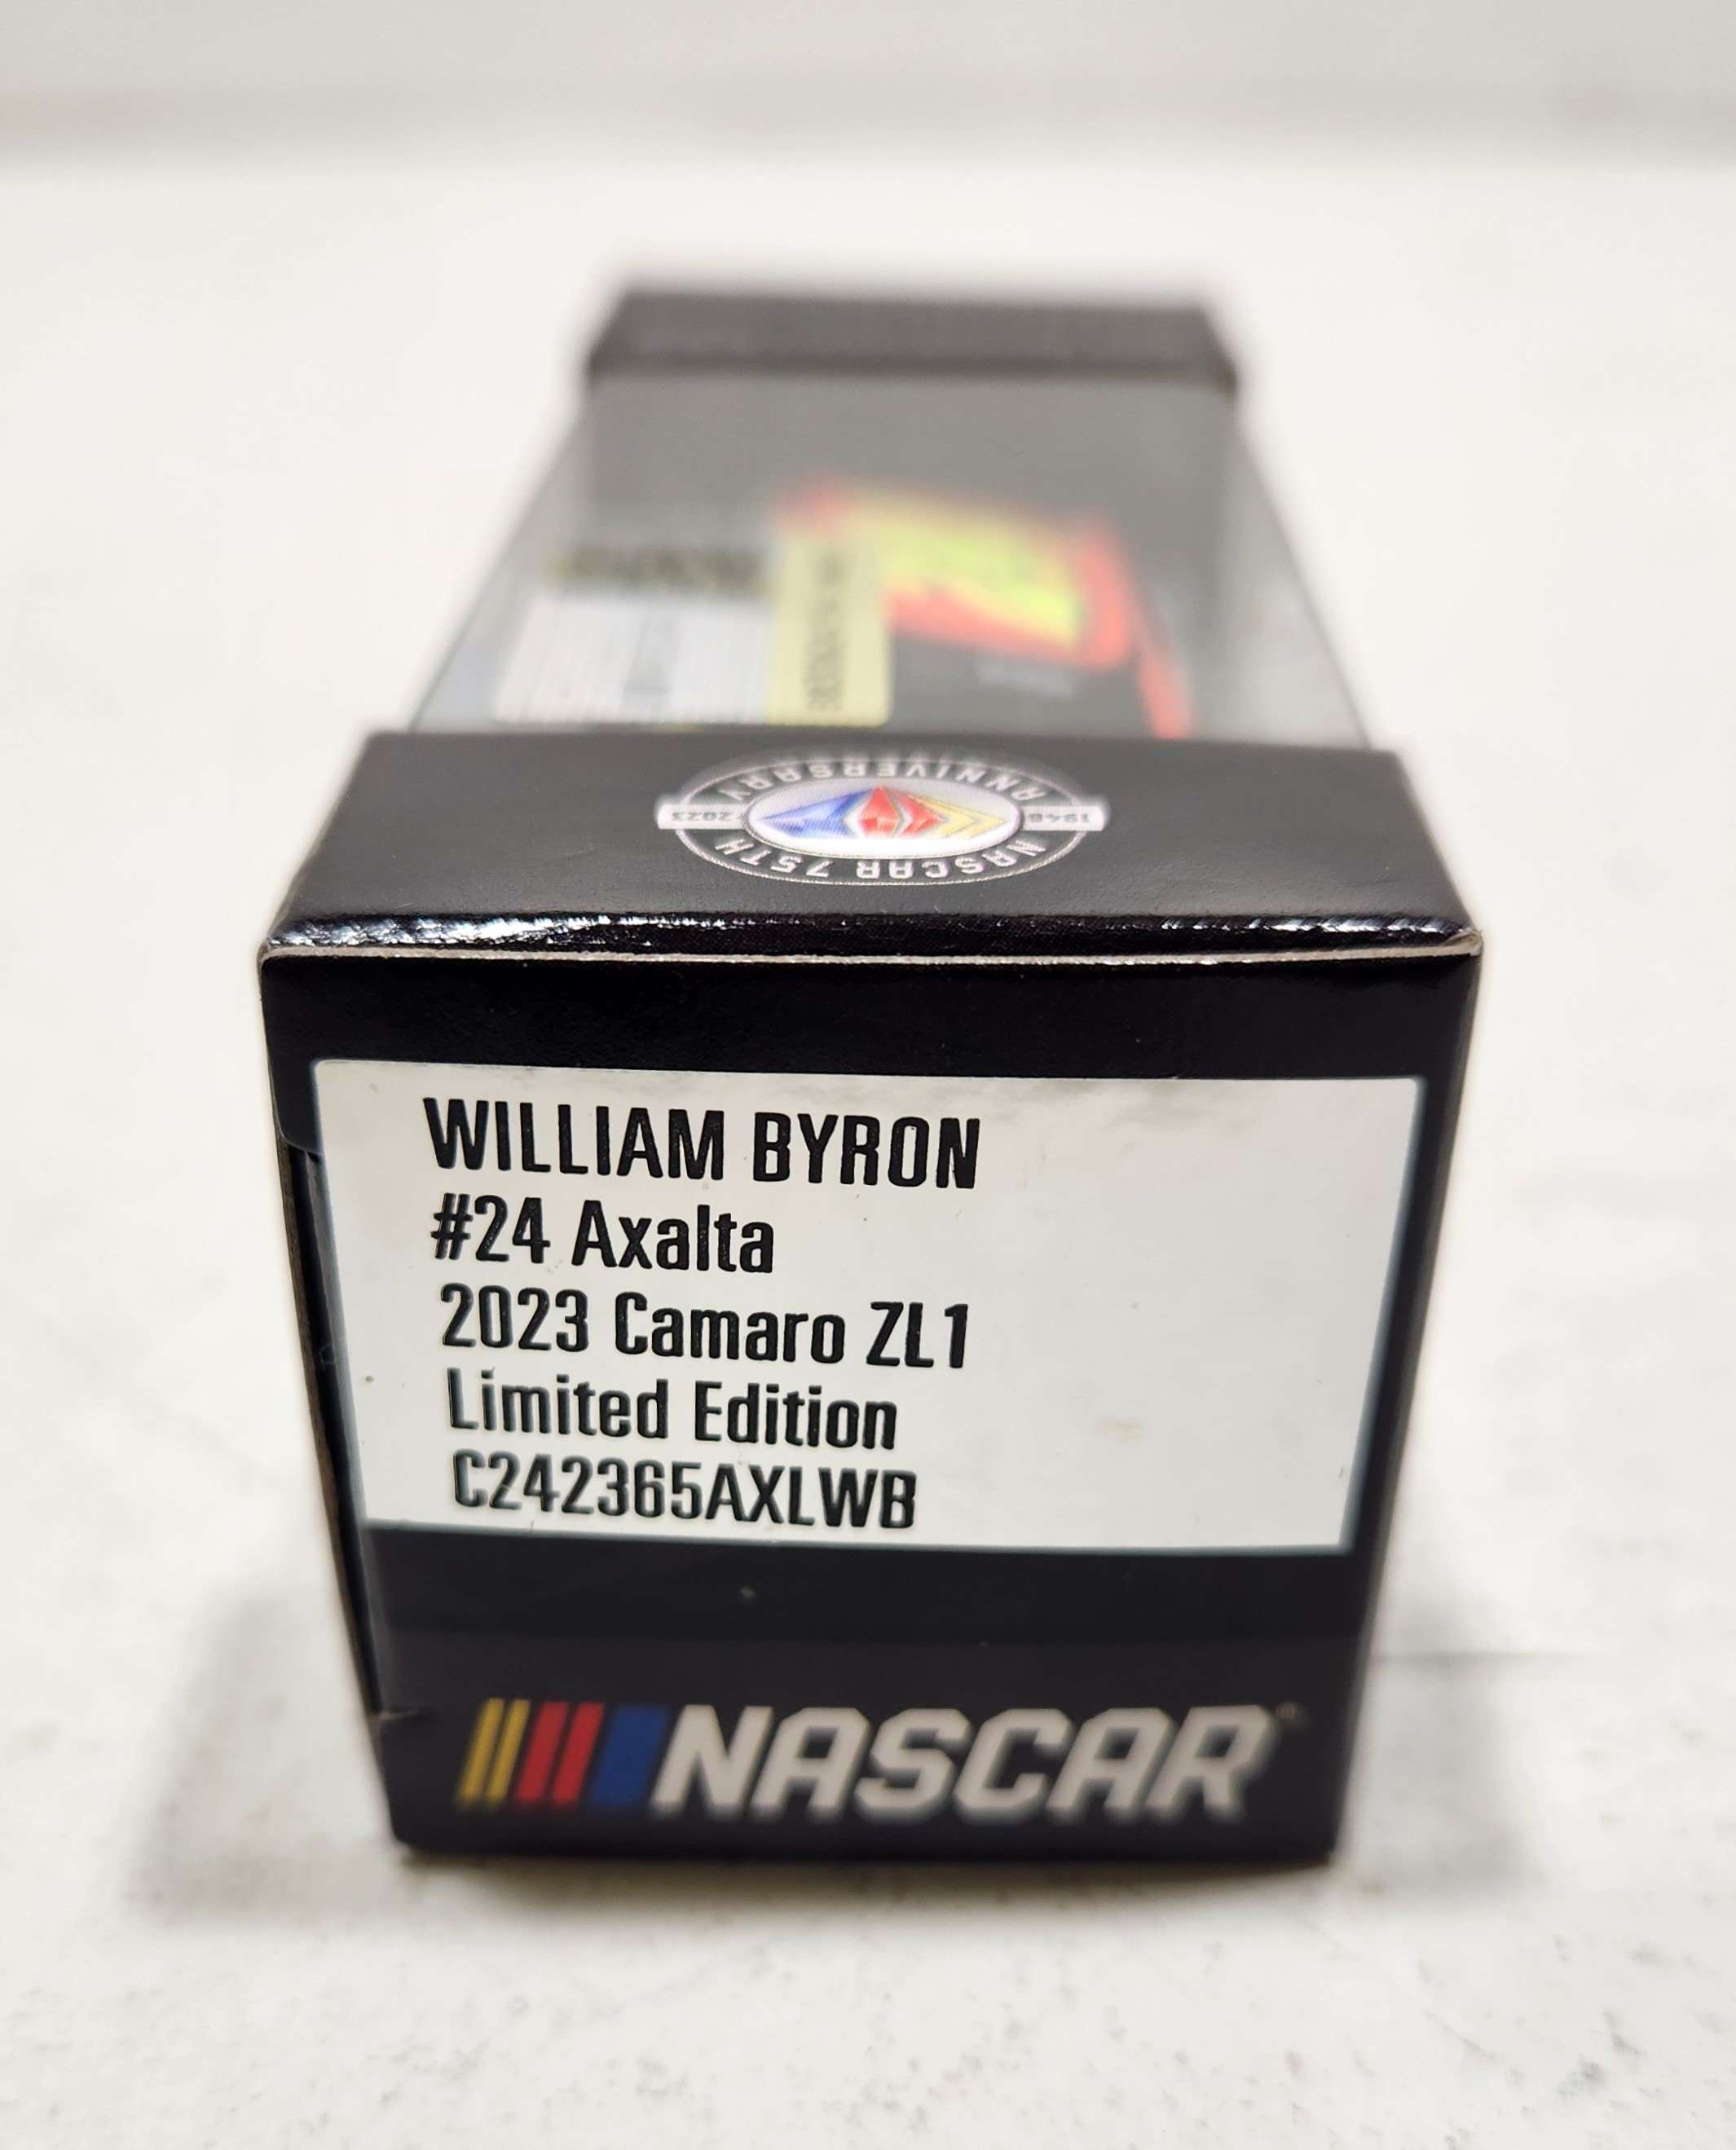 NASCAR 75TH
ANNIVERSARY
1948 2023
WILLIAM BYRON
#24 Axalta
2023 Camaro ZL1
Limited Edition
C242365AXLWB
NASCAR